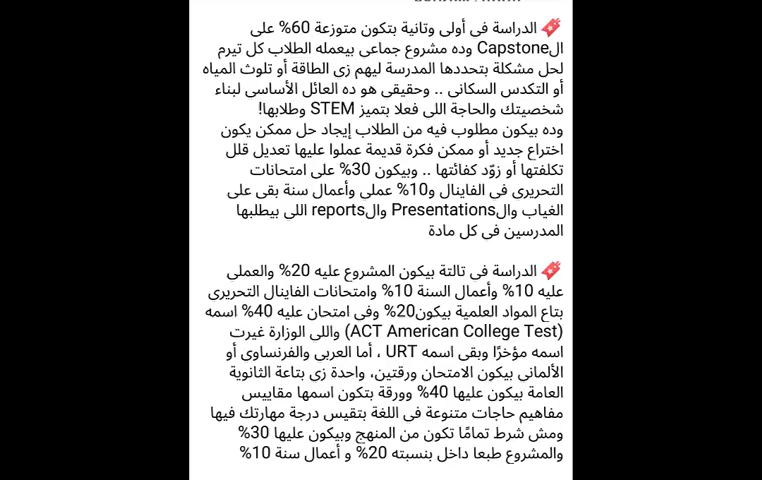 الدراسة فى أولى وتانية بتكون متوزعة 60% على
الCapstone وده مشروع جماعى بيعمله الطلاب كل تيرم
لحل مشكلة بتحددها المدرسة ليهم زى الطاقة أو تلوث المياه
أو التكدس السكانى .. وحقيقى هو ده العائل الأساسى لبناء
شخصيتك والحاجة اللى فعلا بتميز STEM وطلابها!
وده بيكون مطلوب فيه من الطلاب إيجاد حل ممكن يكون
اختراع جديد أو ممكن فكرة قديمة عملوا عليها تعديل قلل
تكلفتها أو زوّد كفائتها .. وبيكون 30% على امتحانات
التحريرى فى الفاينال و10% عملى وأعمال سنة بقى على
الغياب والPresentations والreports اللى بيطلبها
المدرسين فى كل مادة
الدراسة فى تالتة بيكون المشروع عليه 20% والعملى
عليه 10% وأعمال السنة 10% وامتحانات الفاينال التحريرى
بتاع المواد العلمية بيكون20% وفى امتحان عليه 40% اسمه
(ACT American College Test) واللى الوزارة غيرت
اسمه مؤخرًا وبقى اسمه URT ، أما العربى والفرنساوى أو
الألمانى بيكون الامتحان ورقتين، واحدة زى بتاعة الثانوية
العامة بيكون عليها 40% وورقة بتكون اسمها مقاييس
مفاهيم حاجات متنوعة فى اللغة بتقيس درجة مهارتك فيها
ومش شرط تمامًا تكون من المنهج وبيكون عليها 30%
والمشروع طبعا داخل بنسبته 20% و أعمال سنة 10%